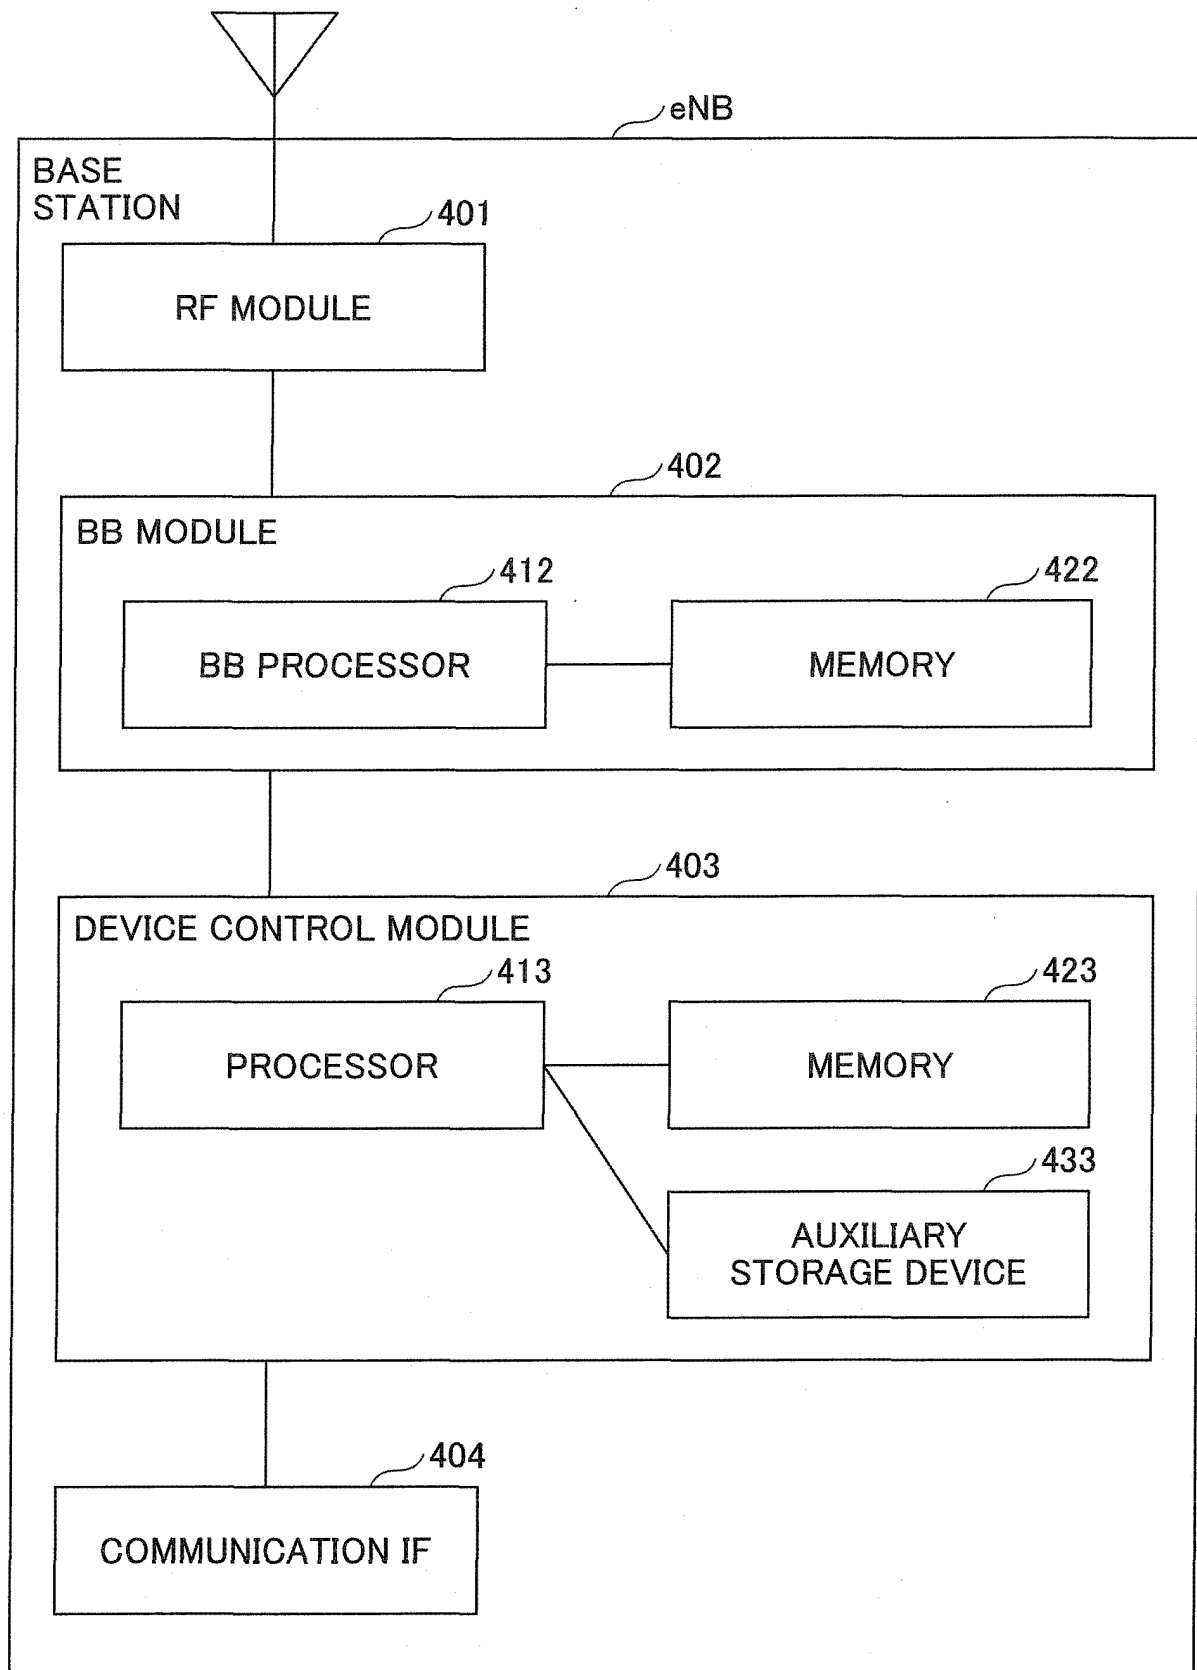 eNB
BASE
STATION
401
RF MODULE
402
BB MODULE
412
422
BB PROCESSOR
MEMORY
403
DEVICE CONTROL MODULE
413
423
PROCESSOR
MEMORY
433
AUXILIARY
STORAGE DEVICE
404
COMMUNICATION IF